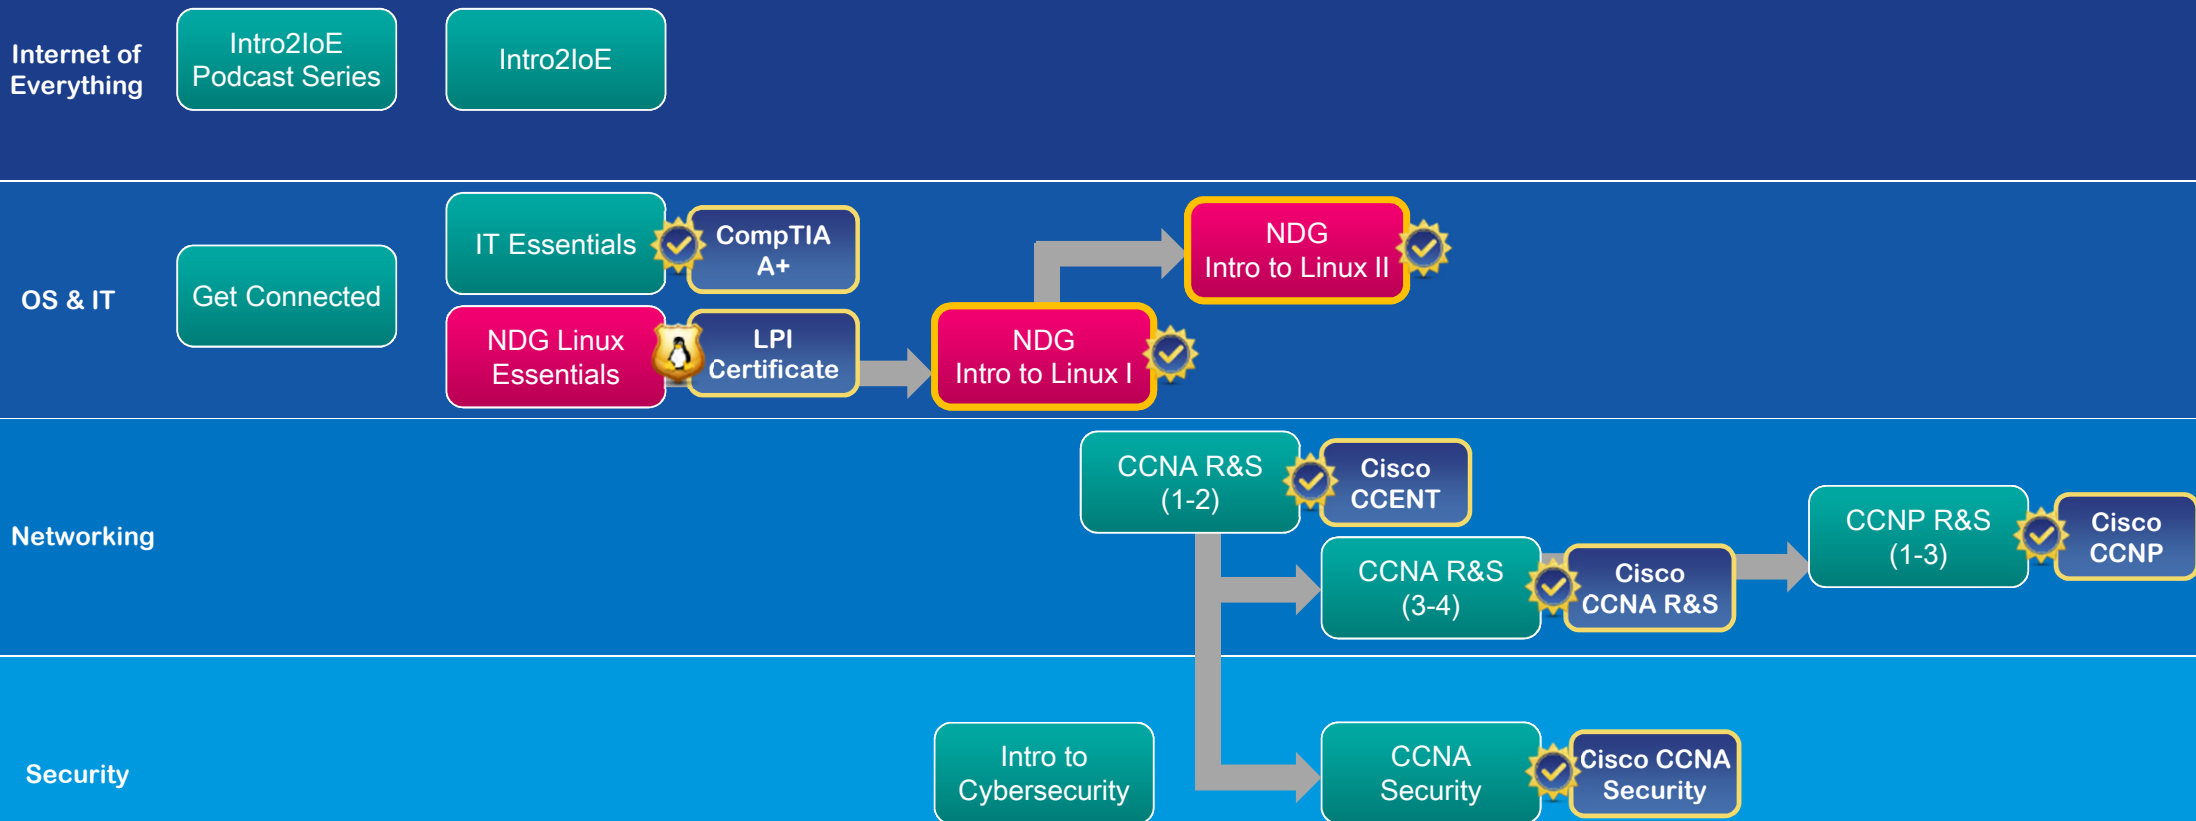 Internet of
Everything
Intro2IoE
Podcast Series
Intro2IoE
OS & IT
Get Connected
IT Essentials
CompTIA
A+
NDG Linux
Essentials
LPI
Certificate
NDG
Intro to Linux I
NDG
Intro to Linux II
Networking
CCNA R&S
(1-2)
Cisco
CCENT
CCNA R&S
(3-4)
Cisco
CCNA R&S
CCNP R&S
(1-3)
Cisco
CCNP
Security
Intro to
Cybersecurity
CCNA
Security
Cisco CCNA
Security